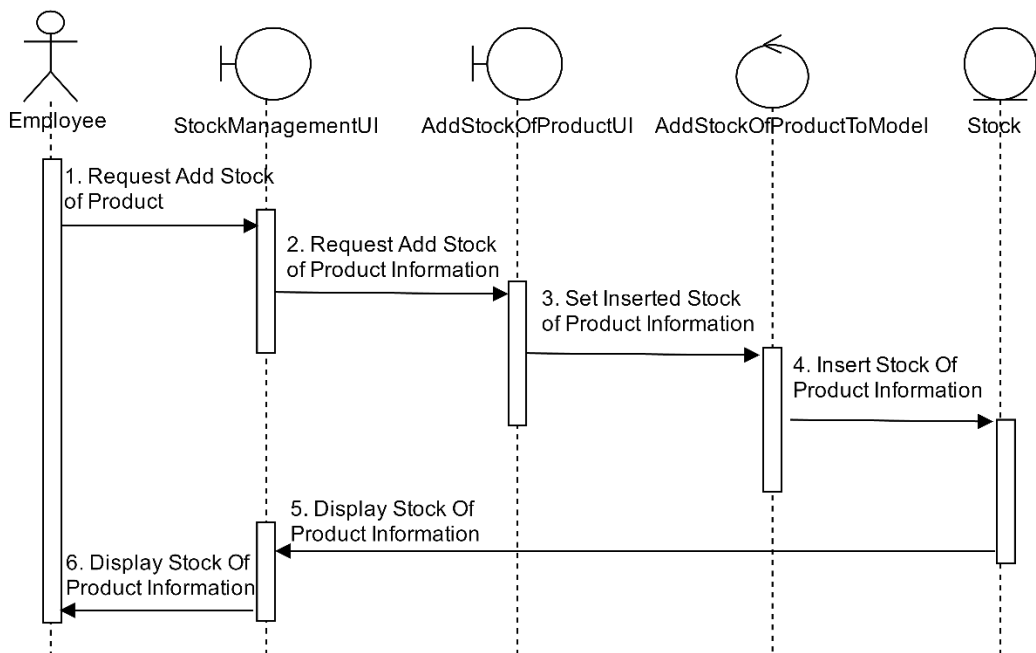 Employee
StockManagementUI
AddStockOfProductUI
AddStockOfProductToModel
Stock
1. Request Add Stock
of Product
2. Request Add Stock
of Product Information
3. Set Inserted Stock
of Product Information
4. Insert Stock Of
Product Information
5. Display Stock Of
Product Information
6. Display Stock Of
Product Information